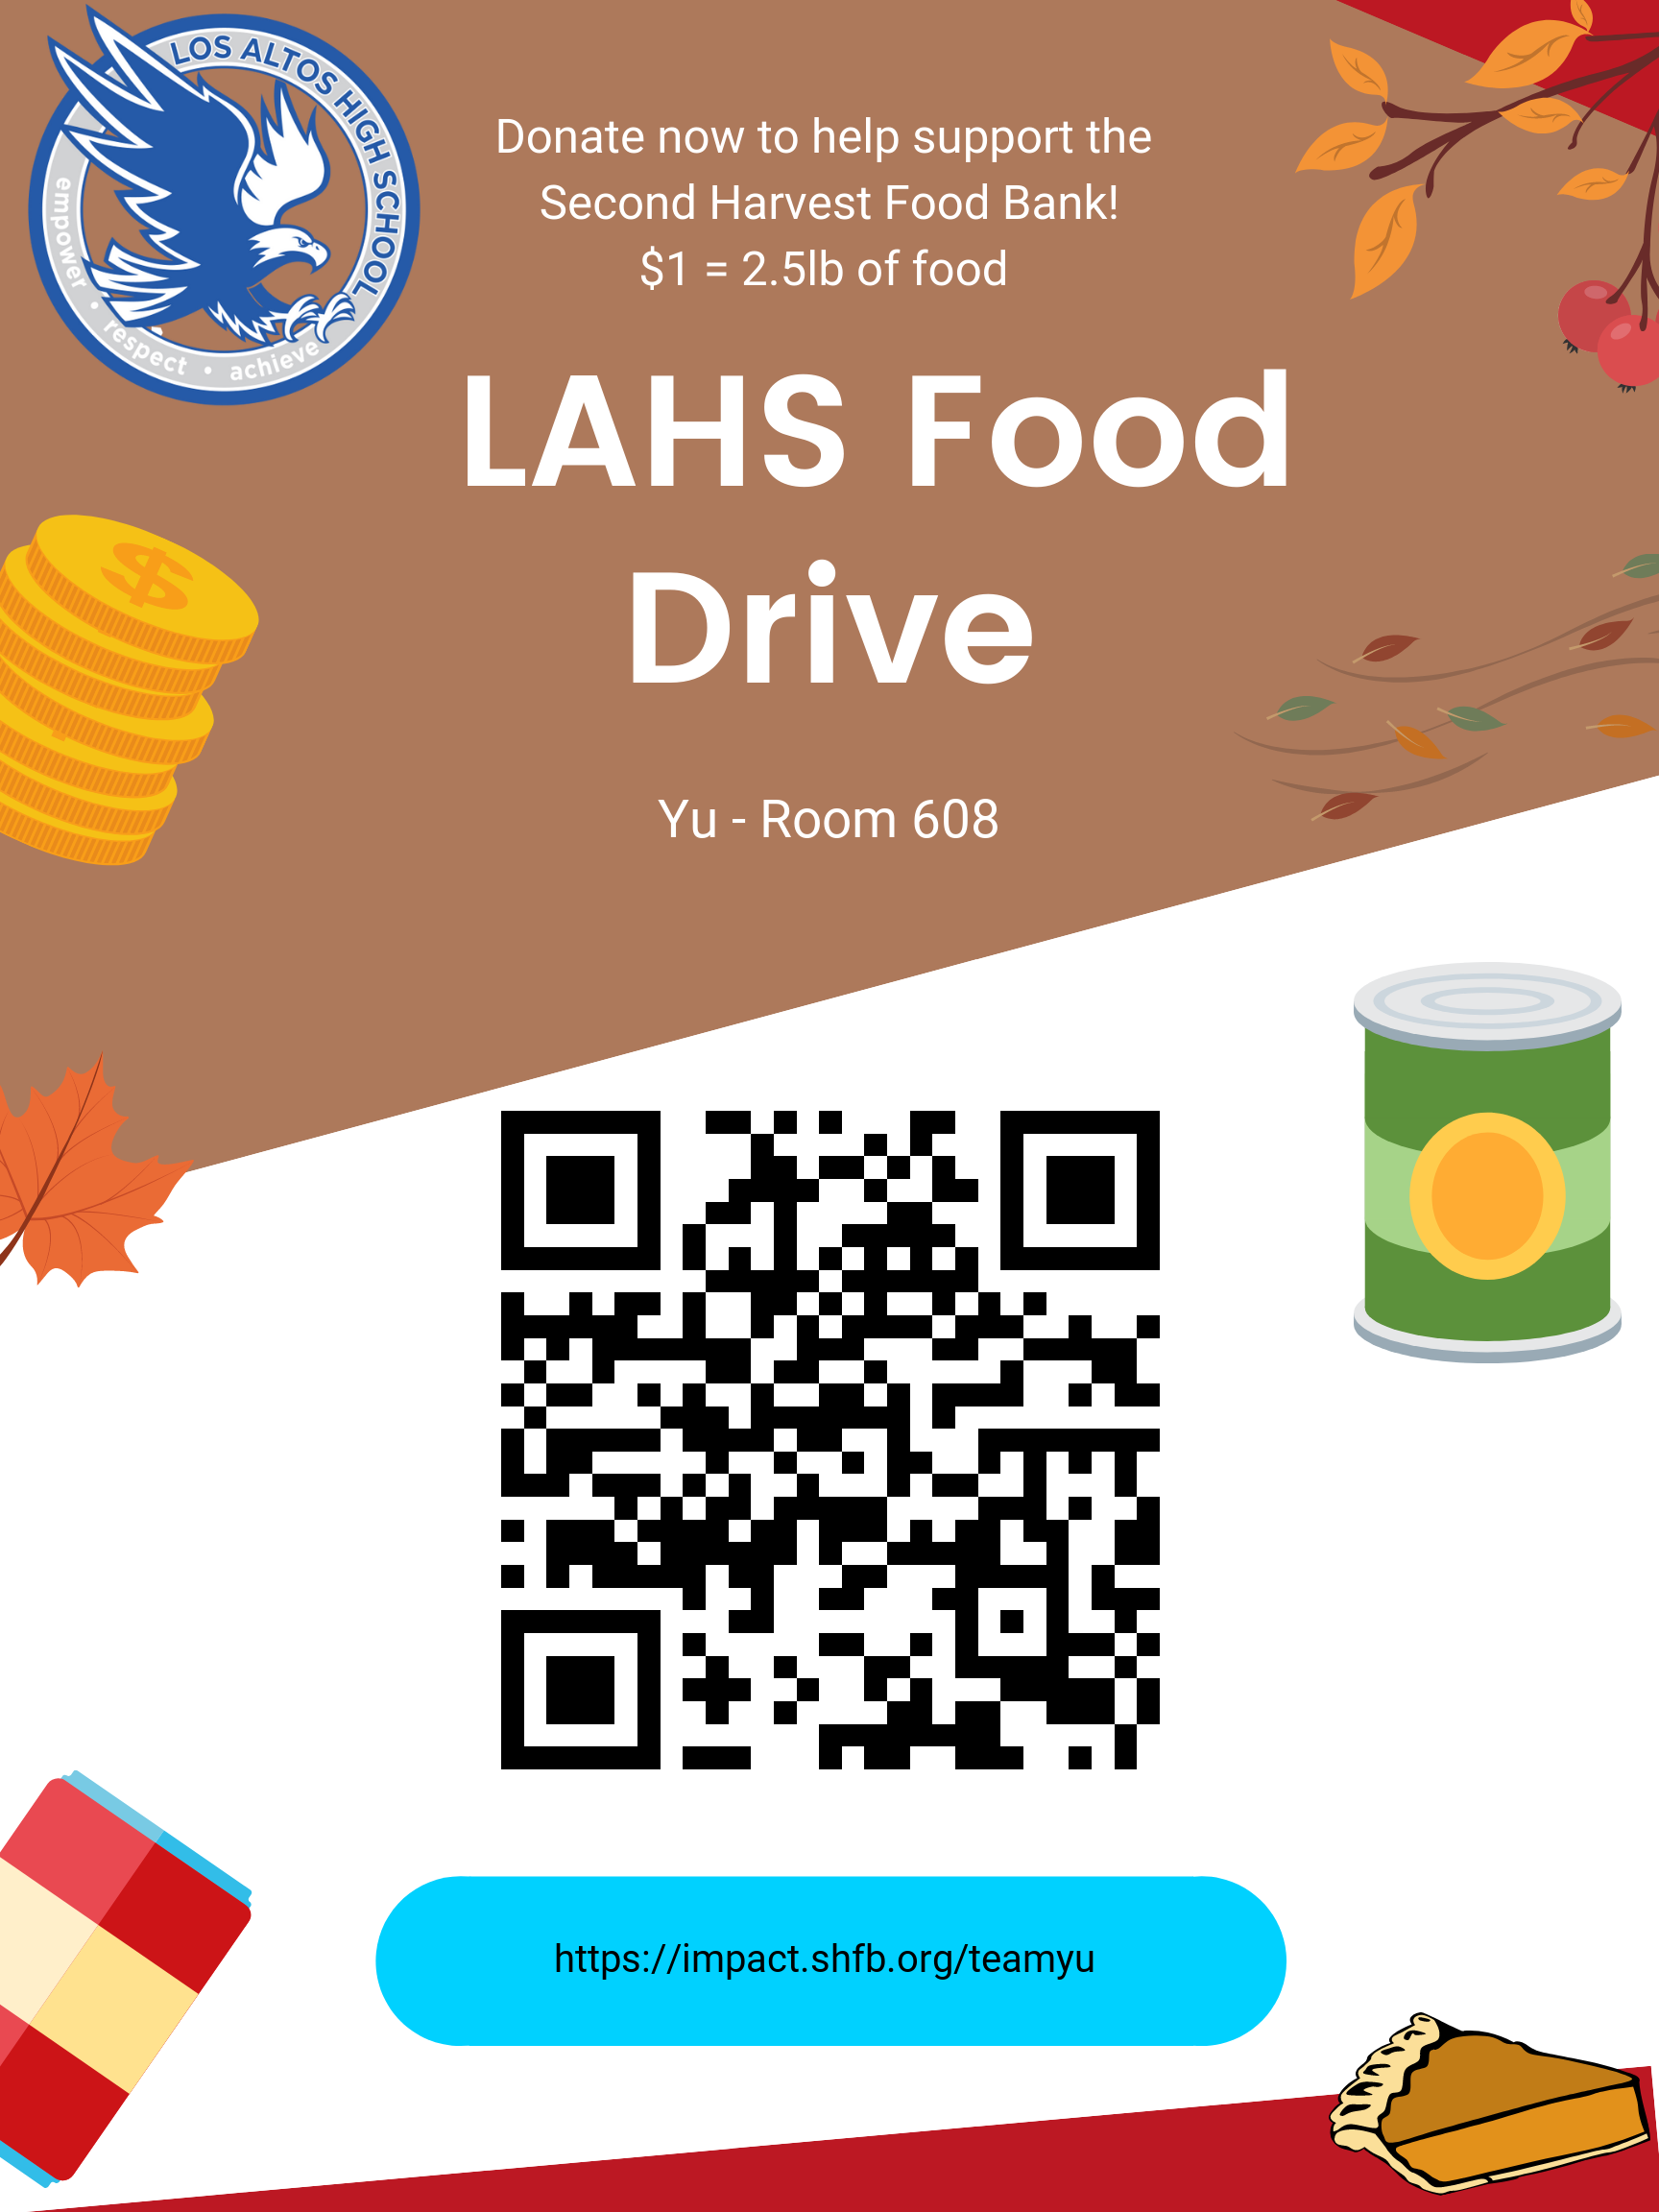 LOS ALTOS HIGH SCHOOL
empower • respect • achieve
Donate now to help support the
Second Harvest Food Bank!
$1 = 2.5lb of food
LAHS Food
Drive
$
Yu - Room 608
https://impact.shfb.org/teamyu